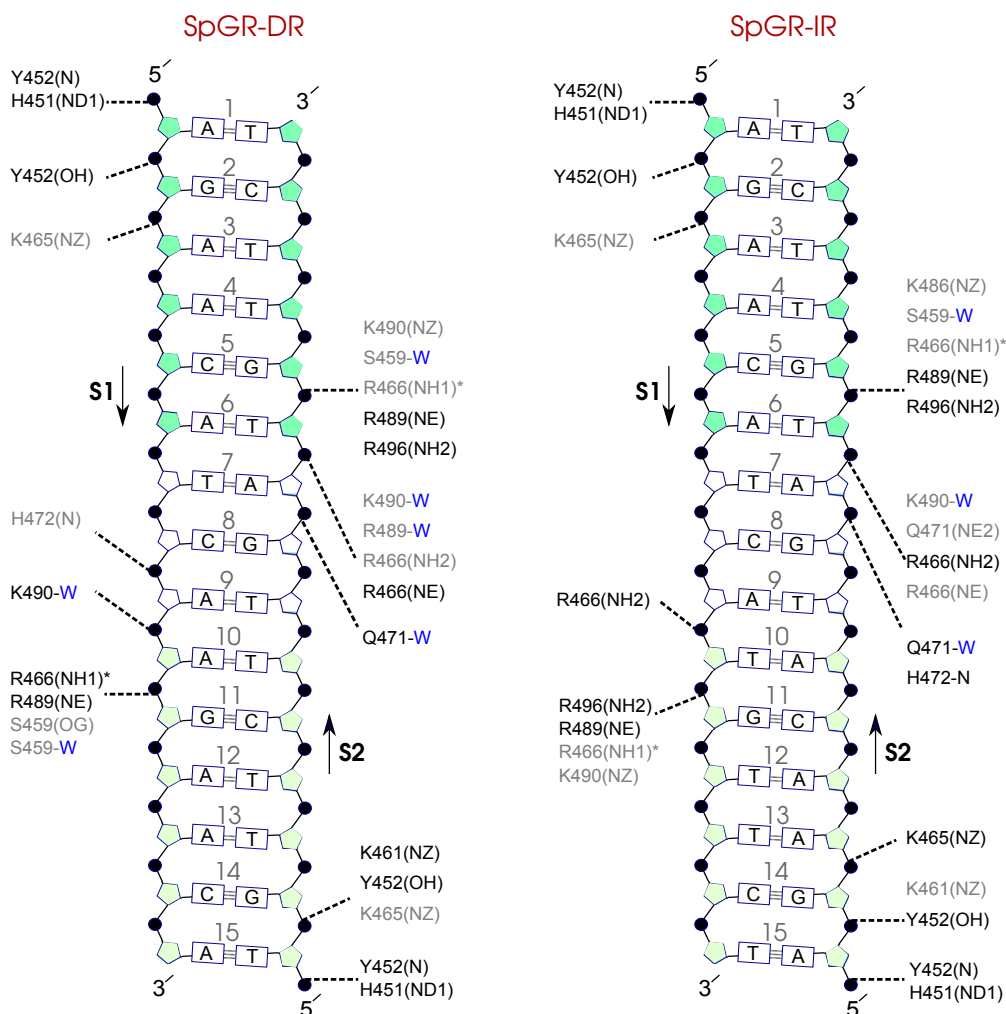 SpGR-DR
5´
3´
Y452(N)
H451(ND1)
1
A T
Y452(OH)
2
G C
K465(NZ)
3
A T
4
A T
K490(NZ)
S459-W
5
C G
R466(NH1)*
S1
R489(NE)
6
A T
R496(NH2)
7
T A
K490-W
H472(N)
8
C G
R489-W
R466(NH2)
9
A T
K490-W
R466(NE)
10
A T
Q471-W
R466(NH1)*
R489(NE)
S459(OG)
S459-W
11
G C
S2
12
A T
13
A T
K461(NZ)
14
C G
Y452(OH)
K465(NZ)
15
A T
Y452(N)
H451(ND1)
3´
5´
SpGR-IR
5´
3´
Y452(N)
H451(ND1)
1
A T
Y452(OH)
2
G C
K465(NZ)
3
A T
K486(NZ)
4
A T
S459-W
R466(NH1)*
5
C G
R489(NE)
S1
R496(NH2)
6
A T
7
T A
K490-W
8
C G
Q471(NE2)
R466(NH2)
R466(NE)
9
A T
R466(NH2)
10
T A
Q471-W
H472-N
R496(NH2)
R489(NE)
R466(NH1)*
K490(NZ)
11
G C
S2
12
T A
13
T A
K465(NZ)
14
C G
K461(NZ)
Y452(OH)
15
T A
Y452(N)
H451(ND1)
3´
5´